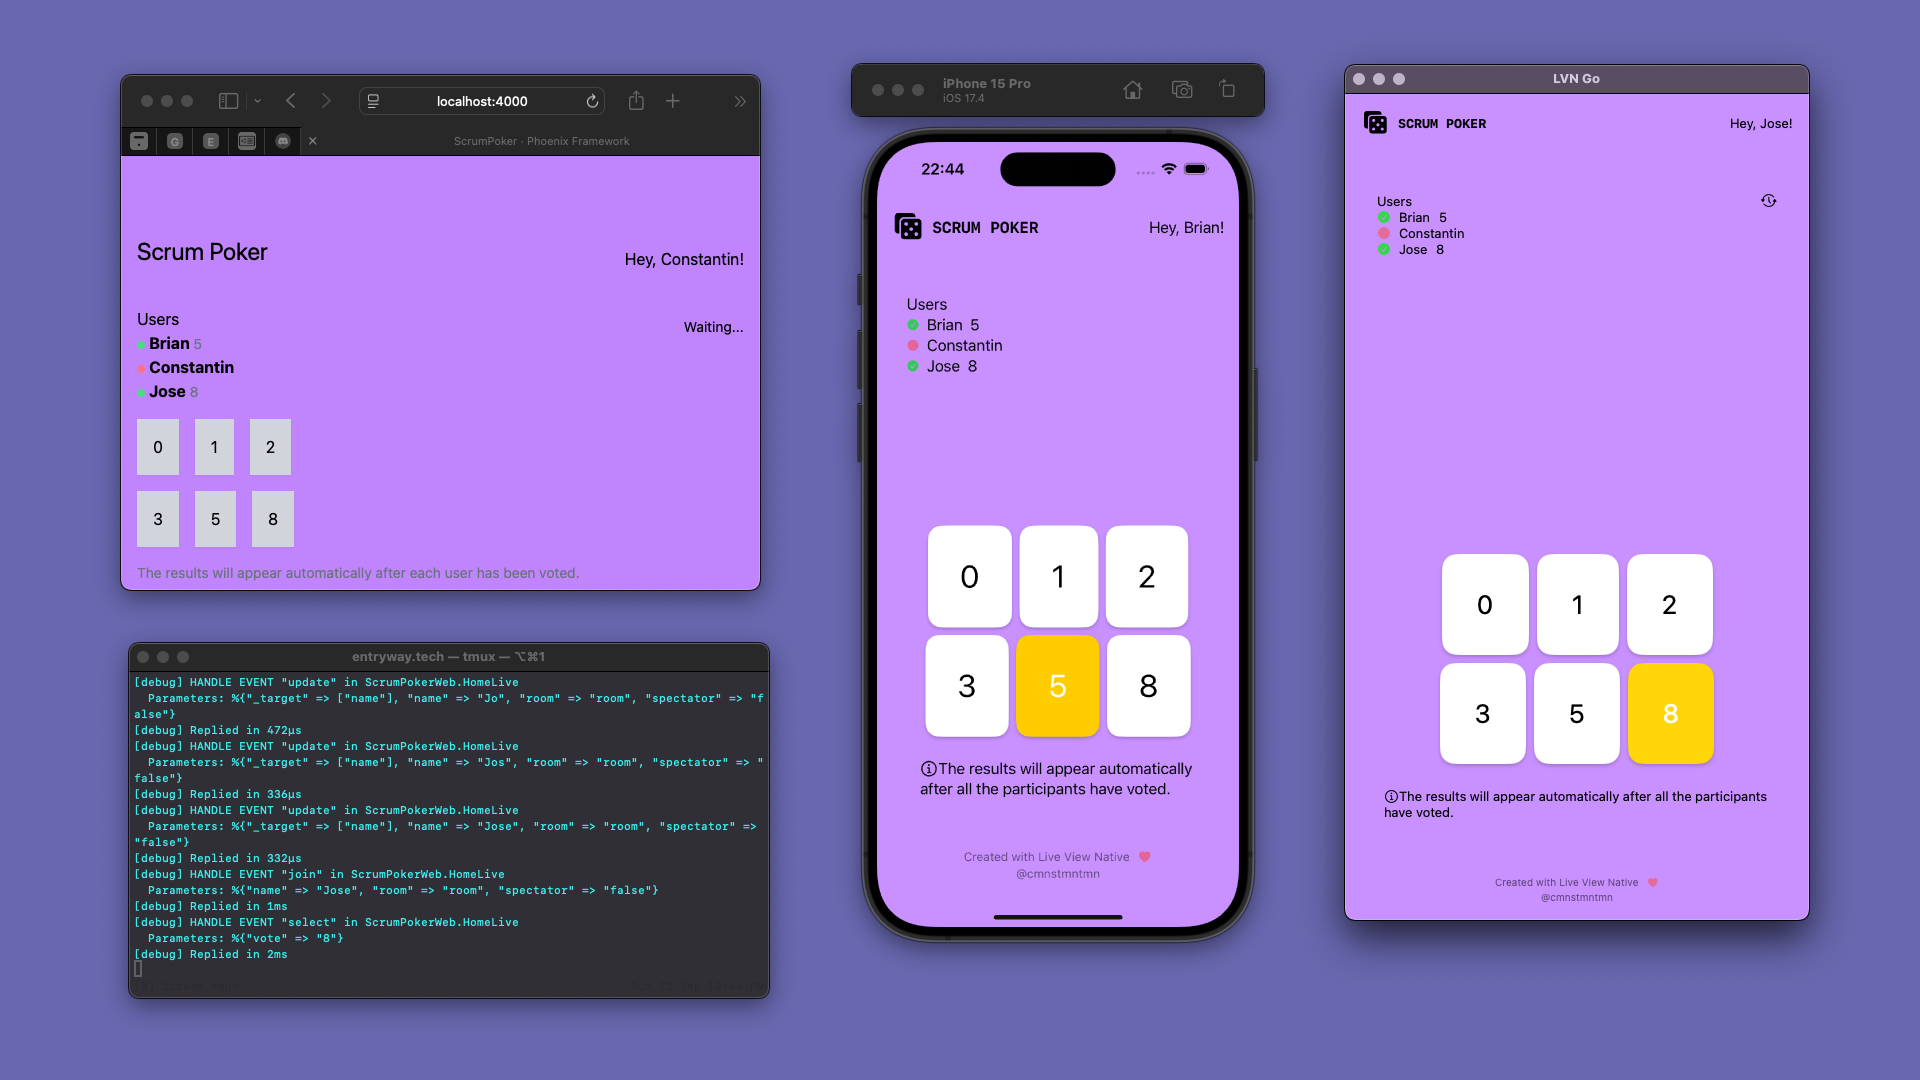 localhost:4000
G
E
ScrumPoker · Phoenix Framework
Scrum Poker
Hey, Constantin!
Users
Waiting...
Brian 5
Constantin
Jose 8
0 1 2
3 5 8
The results will appear automatically after each user has been voted.
entryway.tech — tmux — ⌥⌘1
[debug] HANDLE EVENT "update" in ScrumPokerWeb.HomeLive
Parameters: %{"_target" => ["name"], "name" => "Jo", "room" => "room", "spectator" => "f
alse"}
[debug] Replied in 472µs
[debug] HANDLE EVENT "update" in ScrumPokerWeb.HomeLive
Parameters: %{"_target" => ["name"], "name" => "Jos", "room" => "room", "spectator" => "
false"}
[debug] Replied in 336µs
[debug] HANDLE EVENT "update" in ScrumPokerWeb.HomeLive
Parameters: %{"_target" => ["name"], "name" => "Jose", "room" => "room", "spectator" =>
"false"}
[debug] Replied in 332µs
[debug] HANDLE EVENT "join" in ScrumPokerWeb.HomeLive
Parameters: %{"name" => "Jose", "room" => "room", "spectator" => "false"}
[debug] Replied in 1ms
[debug] HANDLE EVENT "select" in ScrumPokerWeb.HomeLive
Parameters: %{"vote" => "8"}
[debug] Replied in 2ms
iPhone 15 Pro
iOS 17.4
22:44
SCRUM POKER
Hey, Brian!
Users
Brian 5
Constantin
Jose 8
0 1 2
3 5 8
The results will appear automatically
after all the participants have voted.
Created with Live View Native
@cmnstmntmn
LVN Go
SCRUM POKER
Hey, Jose!
Users
Brian 5
Constantin
Jose 8
0 1 2
3 5 8
The results will appear automatically after all the participants
have voted.
Created with Live View Native
@cmnstmntmn